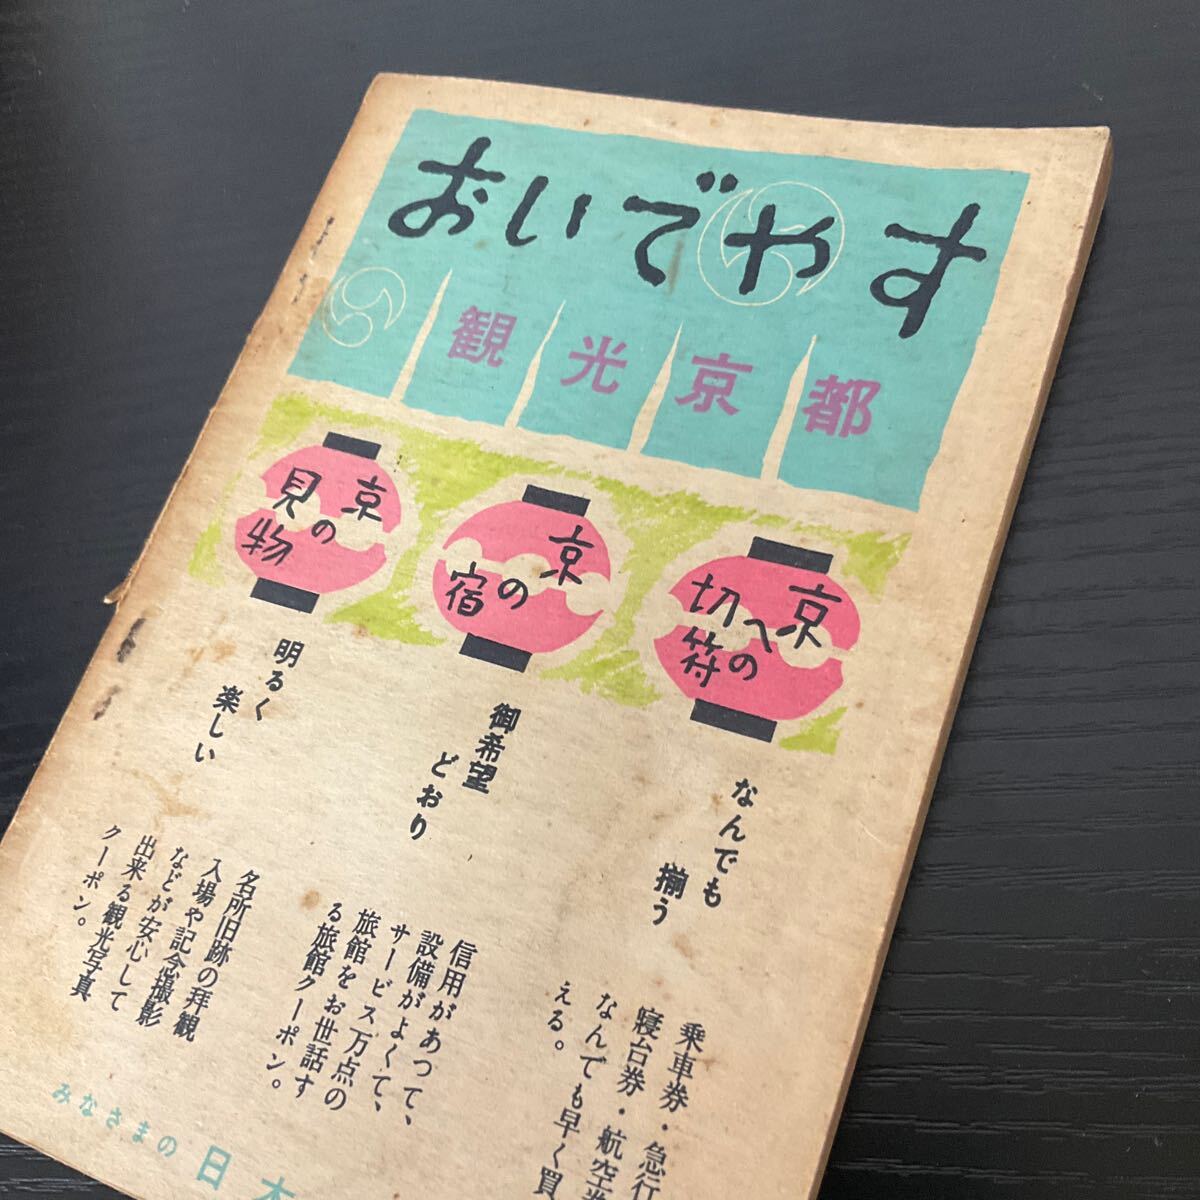 おいでやす
観光京都
京への
切符
京の
宿
京の
見物
なんでも
揃う
乗車券・急行
寝台券・航空券
なんでも早く買
える。
御希望
どおり
信用があつて、
設備がよくて、
サービス万点の
旅館をお世話す
る旅館クーポン。
明るく
楽しい
名所旧跡の拝観
入場や記念撮影
などが安心して
出来る観光写真
クーポン。
みなさまの 日本